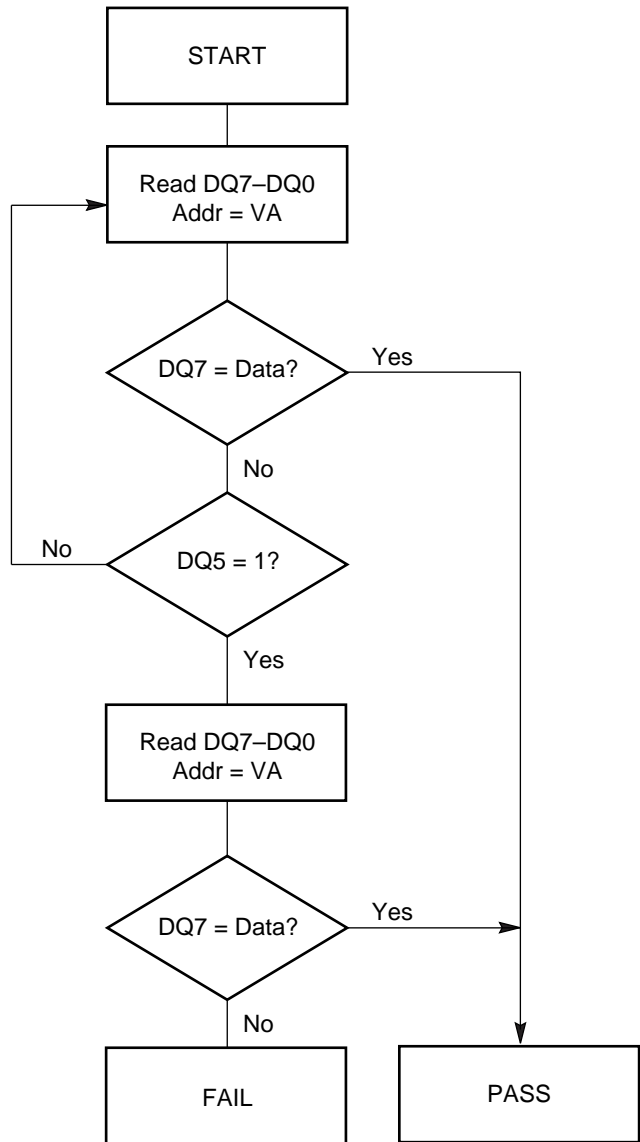 START
Read DQ7–DQ0
Addr = VA
DQ7 = Data?
Yes
No
No
DQ5 = 1?
Yes
Read DQ7–DQ0
Addr = VA
DQ7 = Data?
Yes
No
FAIL
PASS